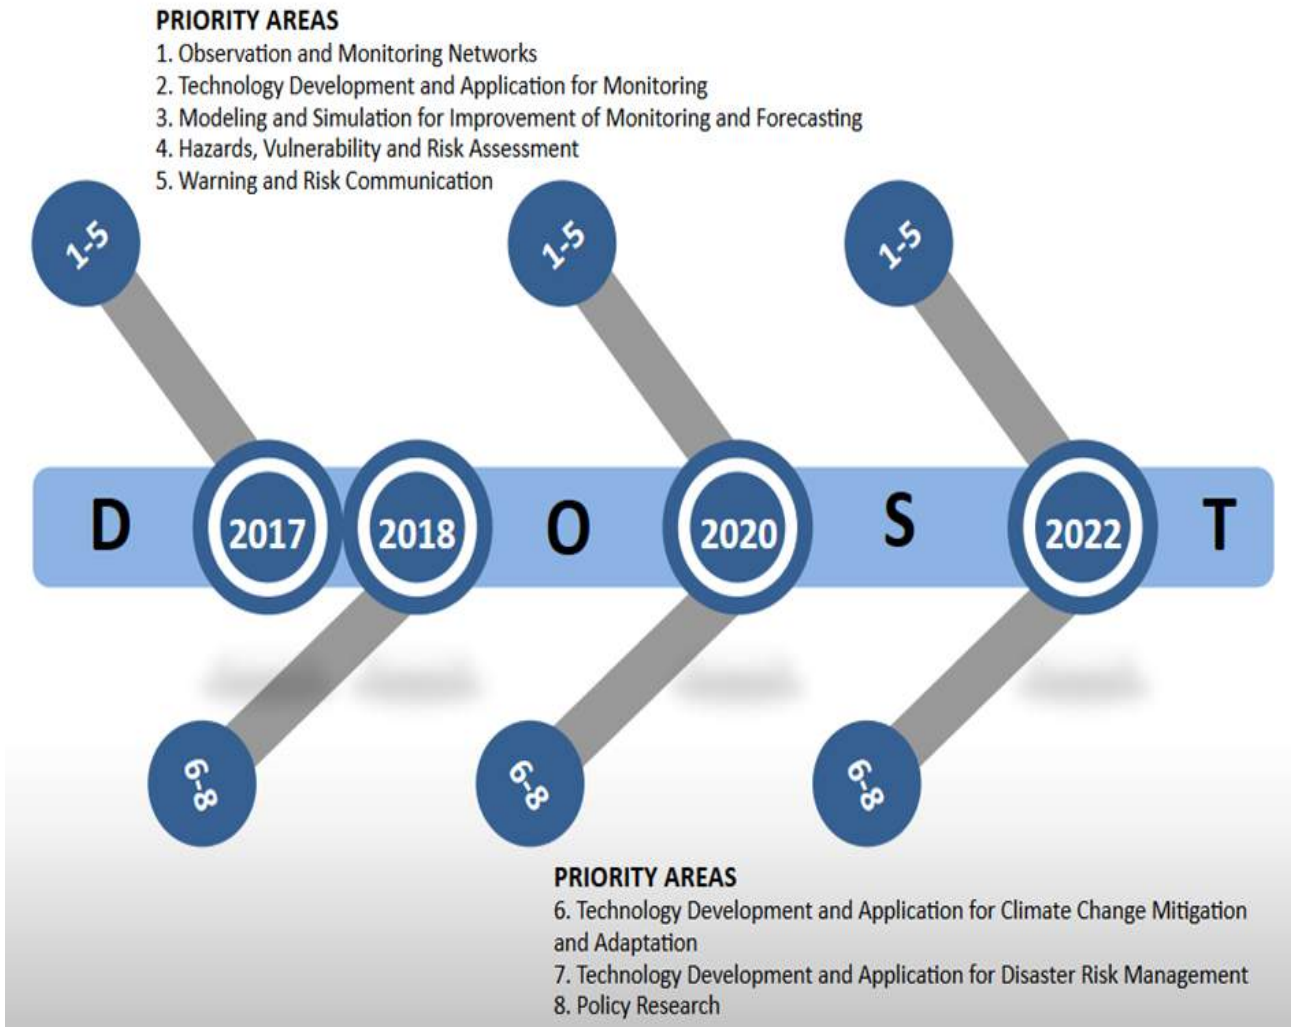 PRIORITY AREAS
1. Observation and Monitoring Networks
2. Technology Development and Application for Monitoring
3. Modeling and Simulation for Improvement of Monitoring and Forecasting
4. Hazards, Vulnerability and Risk Assessment
5. Warning and Risk Communication
1-5
1-5
1-5
D 2017 2018 O 2020 S 2022 T
6-8
6-8
6-8
PRIORITY AREAS
6. Technology Development and Application for Climate Change Mitigation
and Adaptation
7. Technology Development and Application for Disaster Risk Management
8. Policy Research